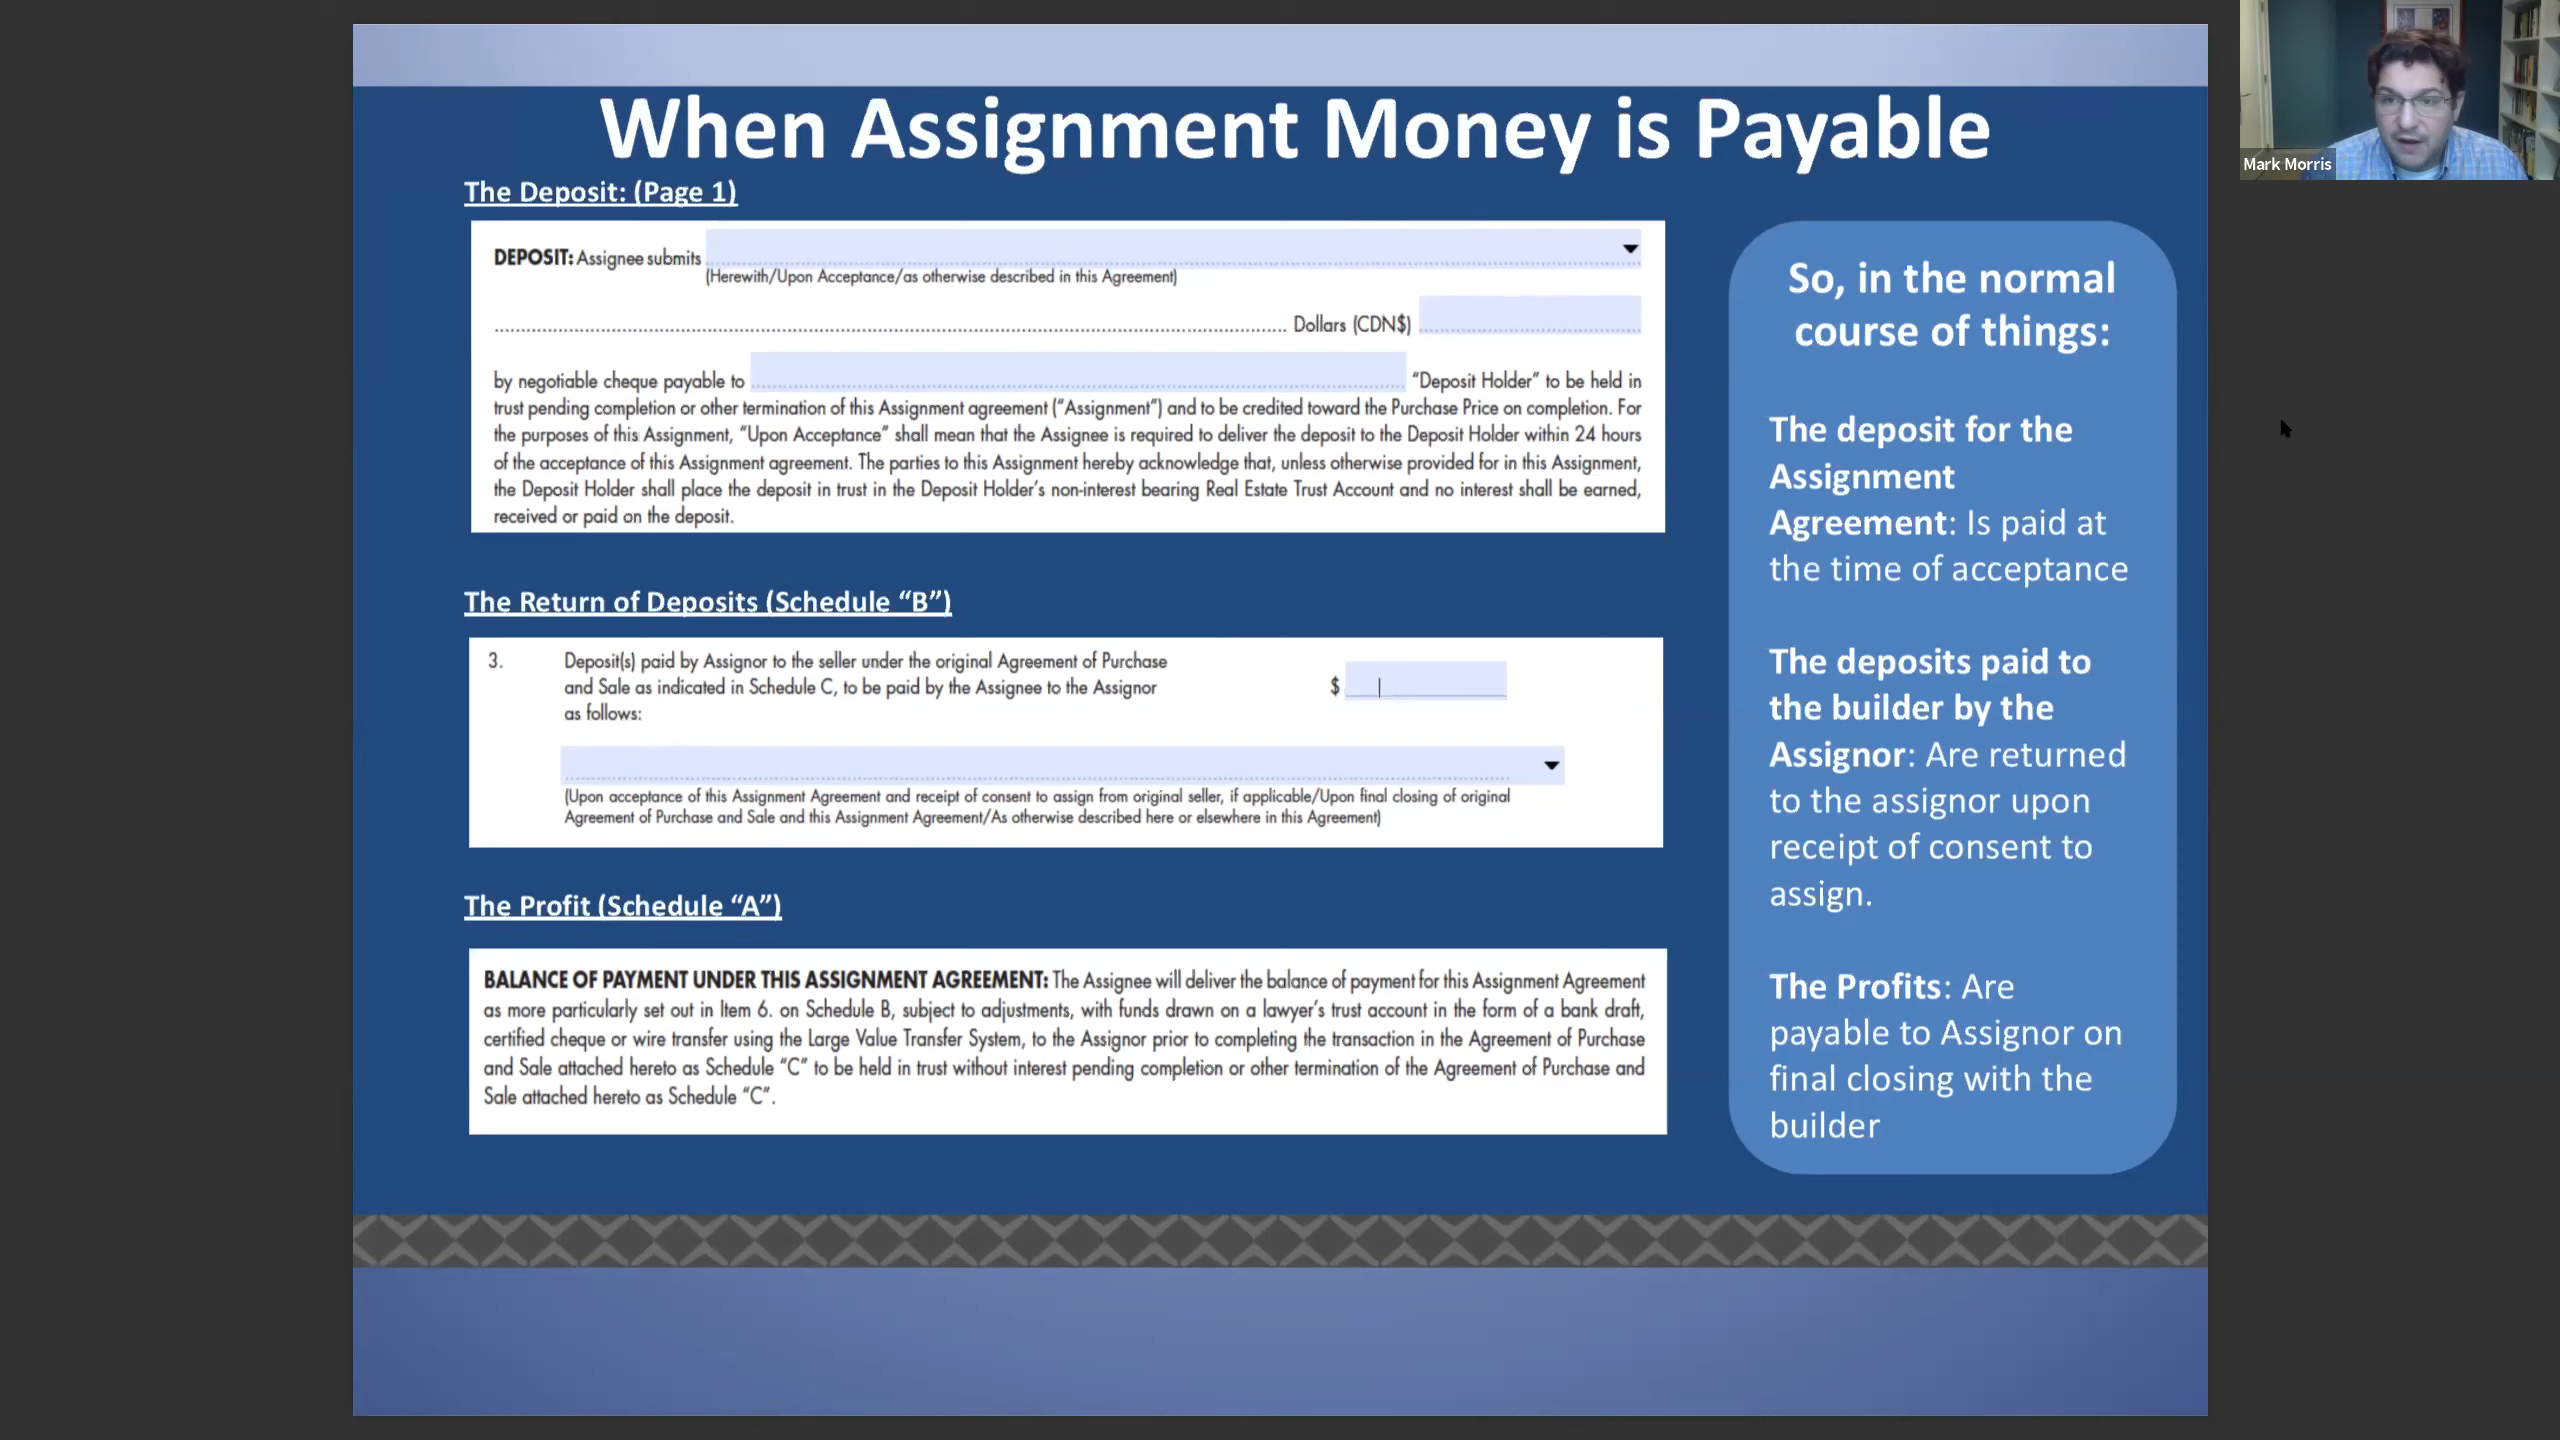 When Assignment Money is Payable
The Deposit: (Page 1)
DEPOSIT: Assignee submits
(Herewith/Upon Acceptance/as otherwise described in this Agreement)
Dollars (CDN$)
by negotiable cheque payable to “Deposit Holder” to be held in
trust pending completion or other termination of this Assignment agreement (“Assignment”) and to be credited toward the Purchase Price on completion. For
the purposes of this Assignment, “Upon Acceptance” shall mean that the Assignee is required to deliver the deposit to the Deposit Holder within 24 hours
of the acceptance of this Assignment agreement. The parties to this Assignment hereby acknowledge that, unless otherwise provided for in this Assignment,
the Deposit Holder shall place the deposit in trust in the Deposit Holder’s non-interest bearing Real Estate Trust Account and no interest shall be earned,
received or paid on the deposit.
The Return of Deposits (Schedule “B”)
3. Deposit(s) paid by Assignor to the seller under the original Agreement of Purchase
and Sale as indicated in Schedule C, to be paid by the Assignee to the Assignor $
as follows:
(Upon acceptance of this Assignment Agreement and receipt of consent to assign from original seller, if applicable/Upon final closing of original
Agreement of Purchase and Sale and this Assignment Agreement/As otherwise described here or elsewhere in this Agreement)
The Profit (Schedule “A”)
BALANCE OF PAYMENT UNDER THIS ASSIGNMENT AGREEMENT: The Assignee will deliver the balance of payment for this Assignment Agreement
as more particularly set out in Item 6. on Schedule B, subject to adjustments, with funds drawn on a lawyer’s trust account in the form of a bank draft,
certified cheque or wire transfer using the Large Value Transfer System, to the Assignor prior to completing the transaction in the Agreement of Purchase
and Sale attached hereto as Schedule “C” to be held in trust without interest pending completion or other termination of the Agreement of Purchase and
Sale attached hereto as Schedule “C”.
So, in the normal
course of things:
The deposit for the
Assignment
Agreement: Is paid at
the time of acceptance
The deposits paid to
the builder by the
Assignor: Are returned
to the assignor upon
receipt of consent to
assign.
The Profits: Are
payable to Assignor on
final closing with the
builder
Mark Morris